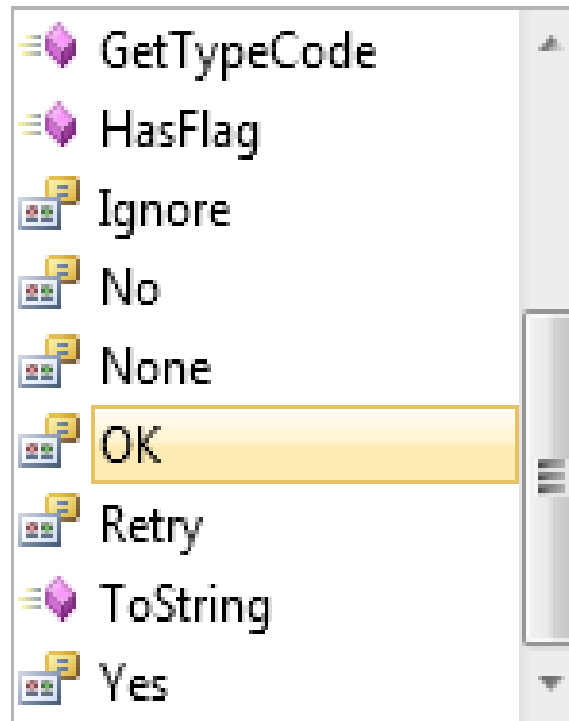 GetTypeCode
HasFlag
Ignore
No
None
OK
Retry
ToString
Yes